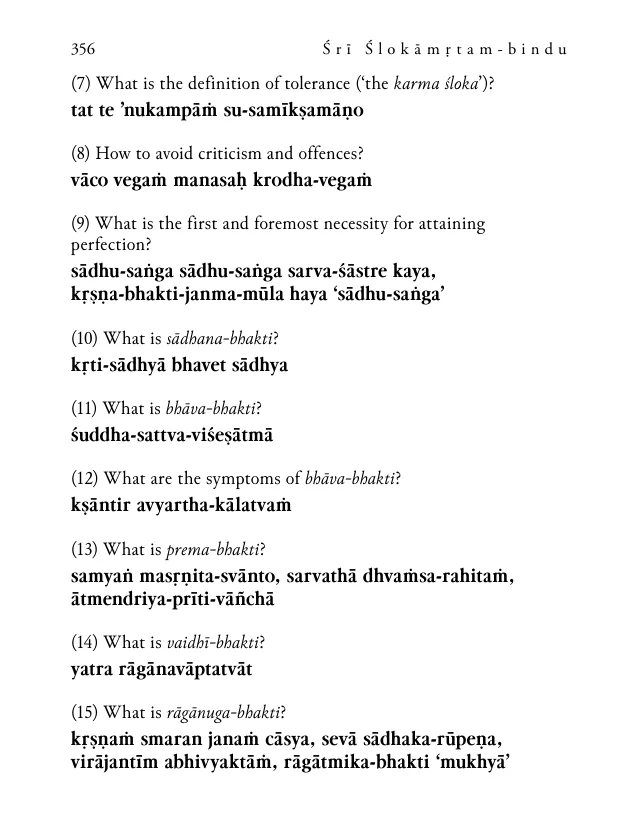 356 Śrī Ślokāmṛtam-bindu
(7) What is the definition of tolerance (‘the karma śloka’)?
tat te ’nukampāṁ su-samīkṣamāṇo
(8) How to avoid criticism and offences?
vāco vegaṁ manasaḥ krodha-vegaṁ
(9) What is the first and foremost necessity for attaining
perfection?
sādhu-saṅga sādhu-saṅga sarva-śāstre kaya,
kṛṣṇa-bhakti-janma-mūla haya ‘sādhu-saṅga’
(10) What is sādhana-bhakti?
kṛti-sādhyā bhavet sādhya
(11) What is bhāva-bhakti?
śuddha-sattva-viśeṣātmā
(12) What are the symptoms of bhāva-bhakti?
kṣāntir avyartha-kālatvaṁ
(13) What is prema-bhakti?
samyaṅ masṛṇita-svānto, sarvathā dhvaṁsa-rahitaṁ,
ātmendriya-prīti-vāñchā
(14) What is vaidhī-bhakti?
yatra rāgānavāptatvāt
(15) What is rāgānuga-bhakti?
kṛṣṇaṁ smaran janaṁ cāsya, sevā sādhaka-rūpeṇa,
virājantīm abhivyaktāṁ, rāgātmika-bhakti ‘mukhyā’